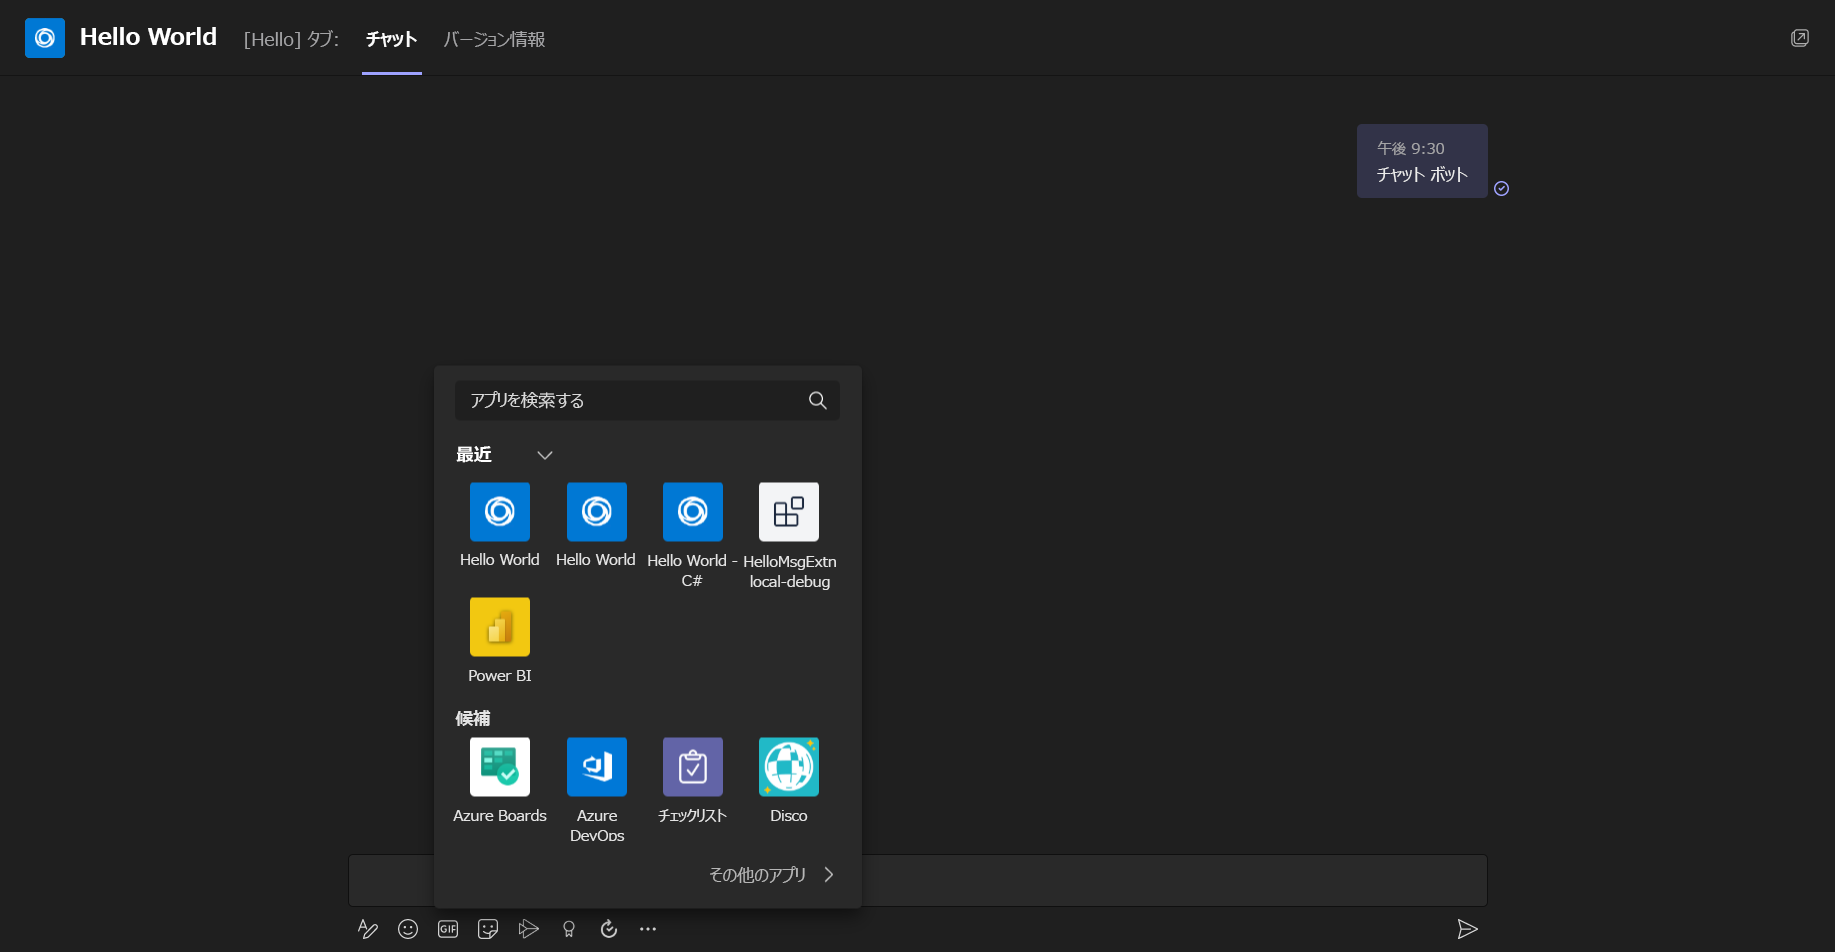 Hello World [Hello] タブ: チャット バージョン情報
午後 9:30
チャット ボット
アプリを検索する
最近
Hello World Hello World Hello World - C# HelloMsgExtn local-debug
Power BI
候補
Azure Boards Azure DevOps チェックリスト Disco
その他のアプリ
GIF